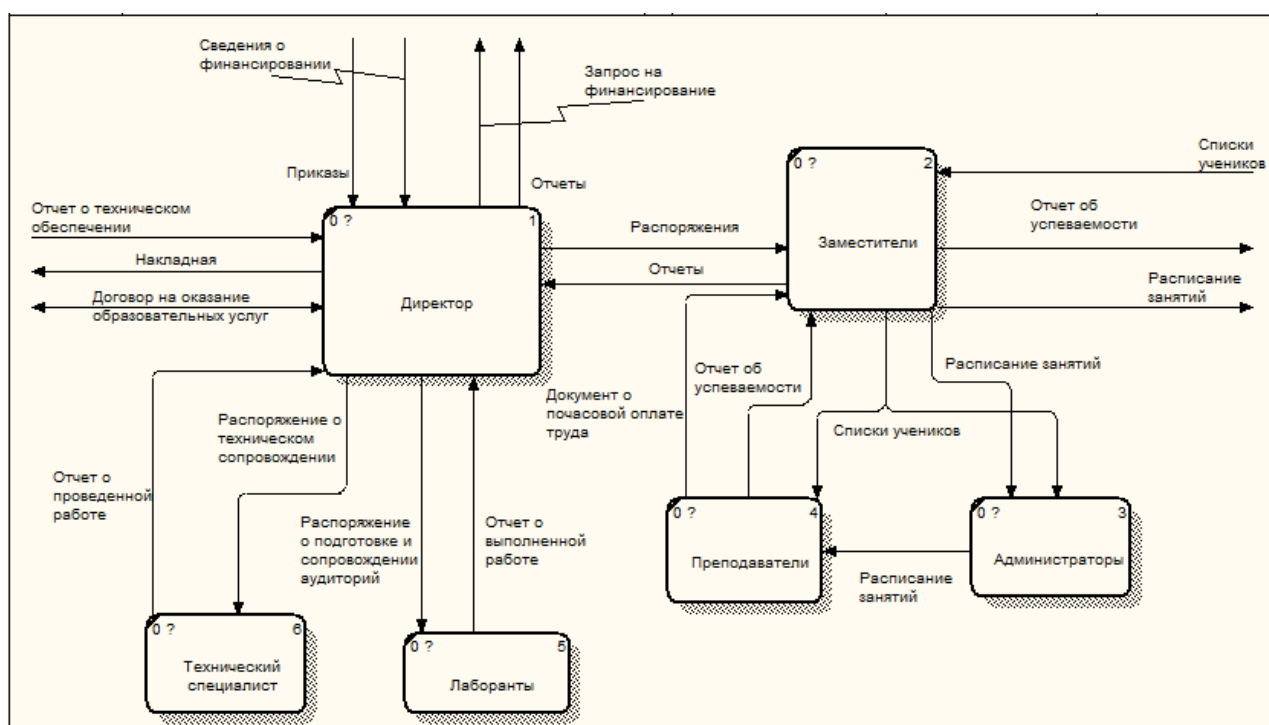 Сведения о
финансировании
Запрос на
финансирование
Приказы
Отчеты
Отчет о техническом
обеспечении
Накладная
Договор на оказание
образовательных услуг
0 ?
1
Директор
Распоряжения
Отчеты
0 ?
2
Заместители
Списки
учеников
Отчет об
успеваемости
Расписание
занятий
Отчет о
проведенной
работе
Распоряжение о
техническом
сопровождении
Распоряжение
о подготовке и
сопровождении
аудиторий
Отчет о
выполненной
работе
Документ о
почасовой оплате
труда
Отчет об
успеваемости
Списки учеников
Расписание занятий
0 ?
4
Преподаватели
Расписание
занятий
0 ?
3
Администраторы
0 ?
6
Технический
специалист
0 ?
5
Лаборанты